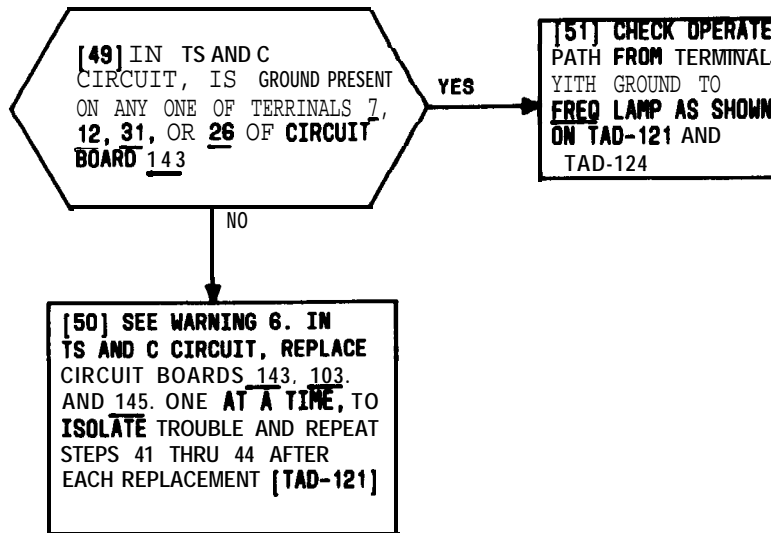 [49] IN TS AND C
CIRCUIT, IS GROUND PRESENT
ON ANY ONE OF TERRINALS 7,
12, 31, OR 26 OF CIRCUIT
BOARD 143
YES
[51] CHECK OPERATE
PATH FROM TERMINAL
YITH GROUND TO
FREQ LAMP AS SHOWN
ON TAD-121 AND
TAD-124
NO
[50] SEE WARNING 6. IN
TS AND C CIRCUIT, REPLACE
CIRCUIT BOARDS 143, 103.
AND 145. ONE AT A TIME, TO
ISOLATE TROUBLE AND REPEAT
STEPS 41 THRU 44 AFTER
EACH REPLACEMENT [TAD-121]